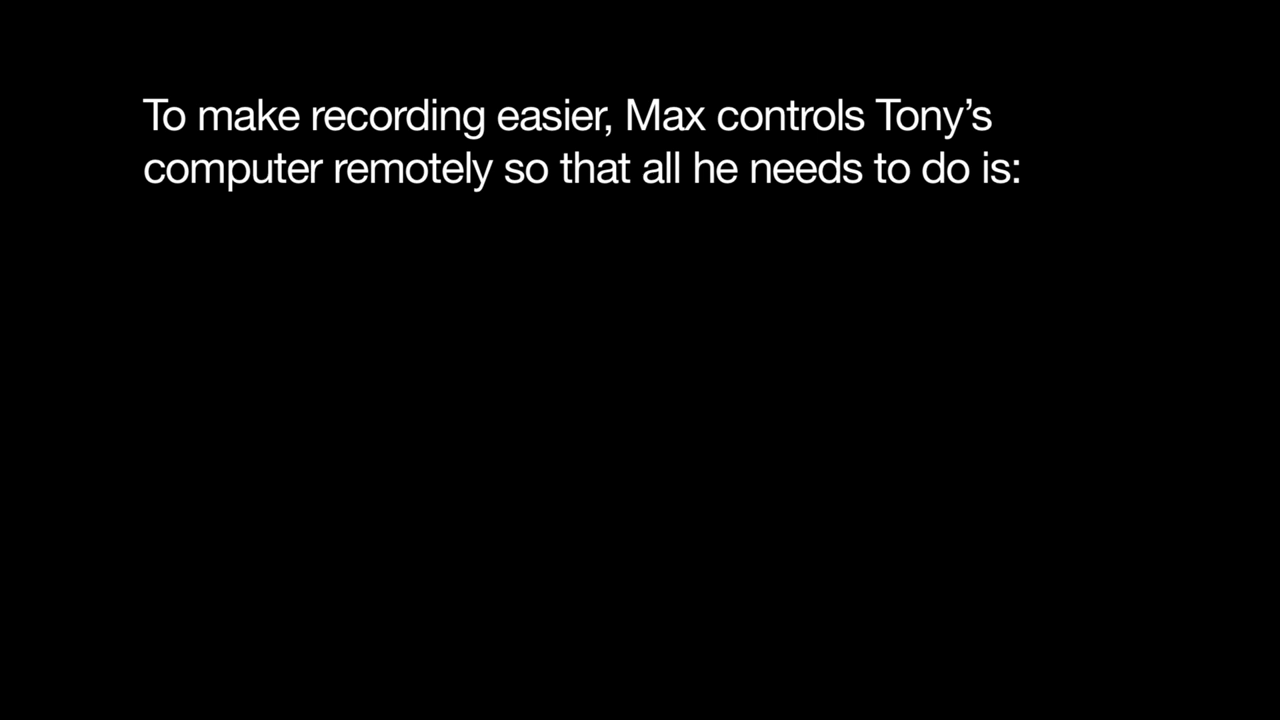 To make recording easier, Max controls Tony’s
computer remotely so that all he needs to do is: